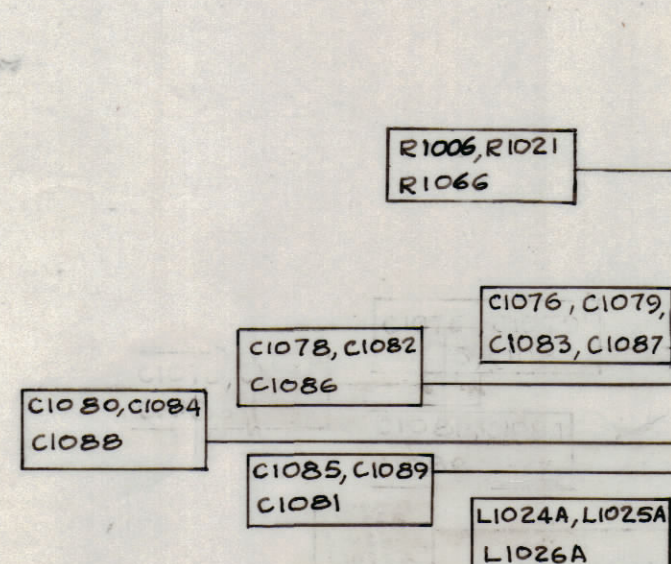 R1006, R1021
R1066
C1076, C1079,
C1083, C1087
C1078, C1082
C1086
C1080, C1084
C1088
C1085, C1089
C1081
L1024A, L1025A
L1026A